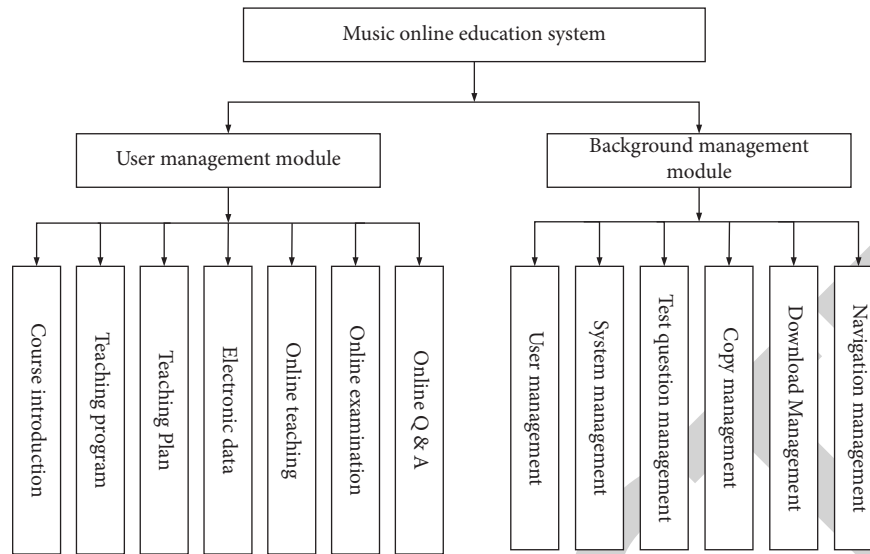 Music online education system
User management module
Background management
module
Course introduction
Teaching program
Teaching Plan
Electronic data
Online teaching
Online examination
Online Q & A
User management
System management
Test question management
Copy management
Download Management
Navigation management